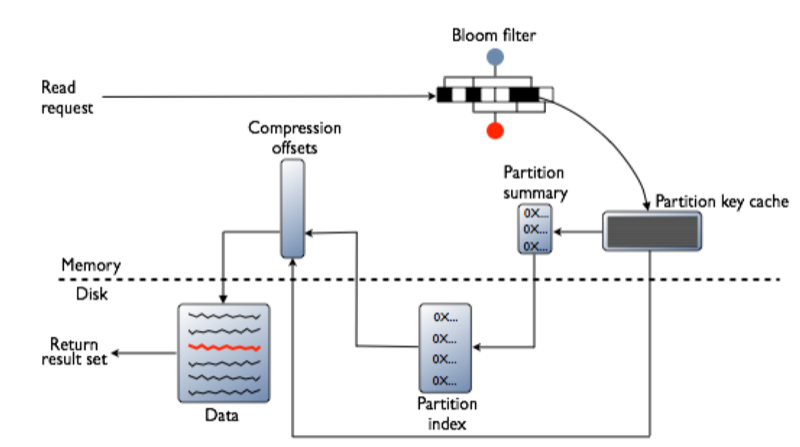 Bloom filter
Read
request
Compression
offsets
Partition
summary
0X...
0X...
0X...
Partition key cache
Memory
Disk
0X...
0X...
0X...
0X...
Return
result set
Data
Partition
index